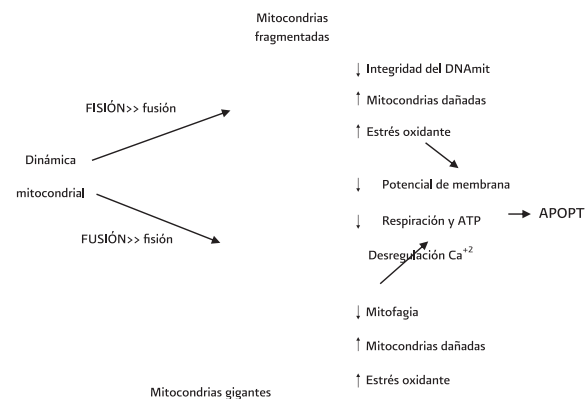 Mitocondrias
fragmentadas
↓ Integridad del DNAmit
↑ Mitocondrias dañadas
↑ Estrés oxidante
FISIÓN>> fusión
Dinámica
mitocondrial
FUSIÓN>> fisión
↓ Potencial de membrana
↓ Respiración y ATP
APOPT
Desregulación Ca⁺²
↓ Mitofagia
↑ Mitocondrias dañadas
↑ Estrés oxidante
Mitocondrias gigantes